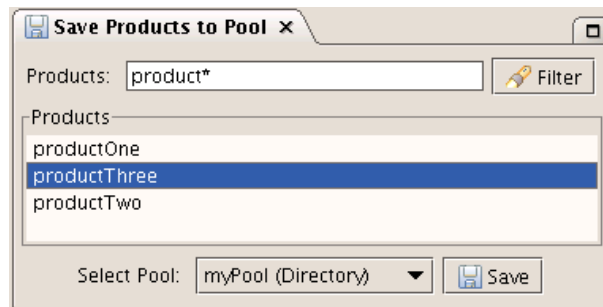 Save Products to Pool
Products: product* Filter
Products
productOne
productThree
productTwo
Select Pool: myPool (Directory) Save